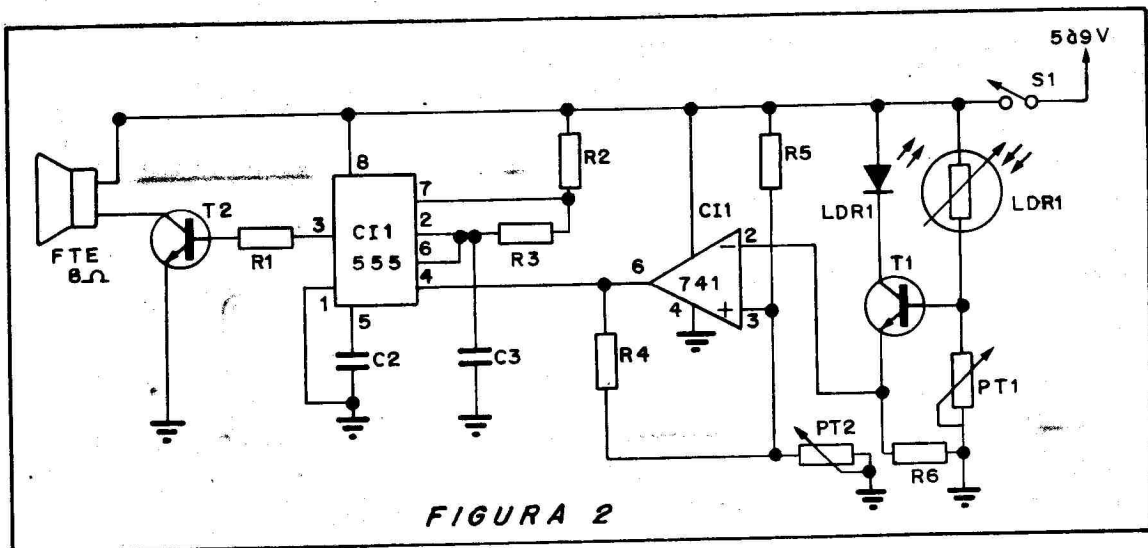 5à9V
S1
8
R2
R5
7
T2
CI1
LDR1
LDR1
3
CI1
2
2
FTE
8Ω
R1
555
6
R3
6
741
T1
4
4
3
1
5
R4
C2
C3
PT1
PT2
R6
FIGURA 2